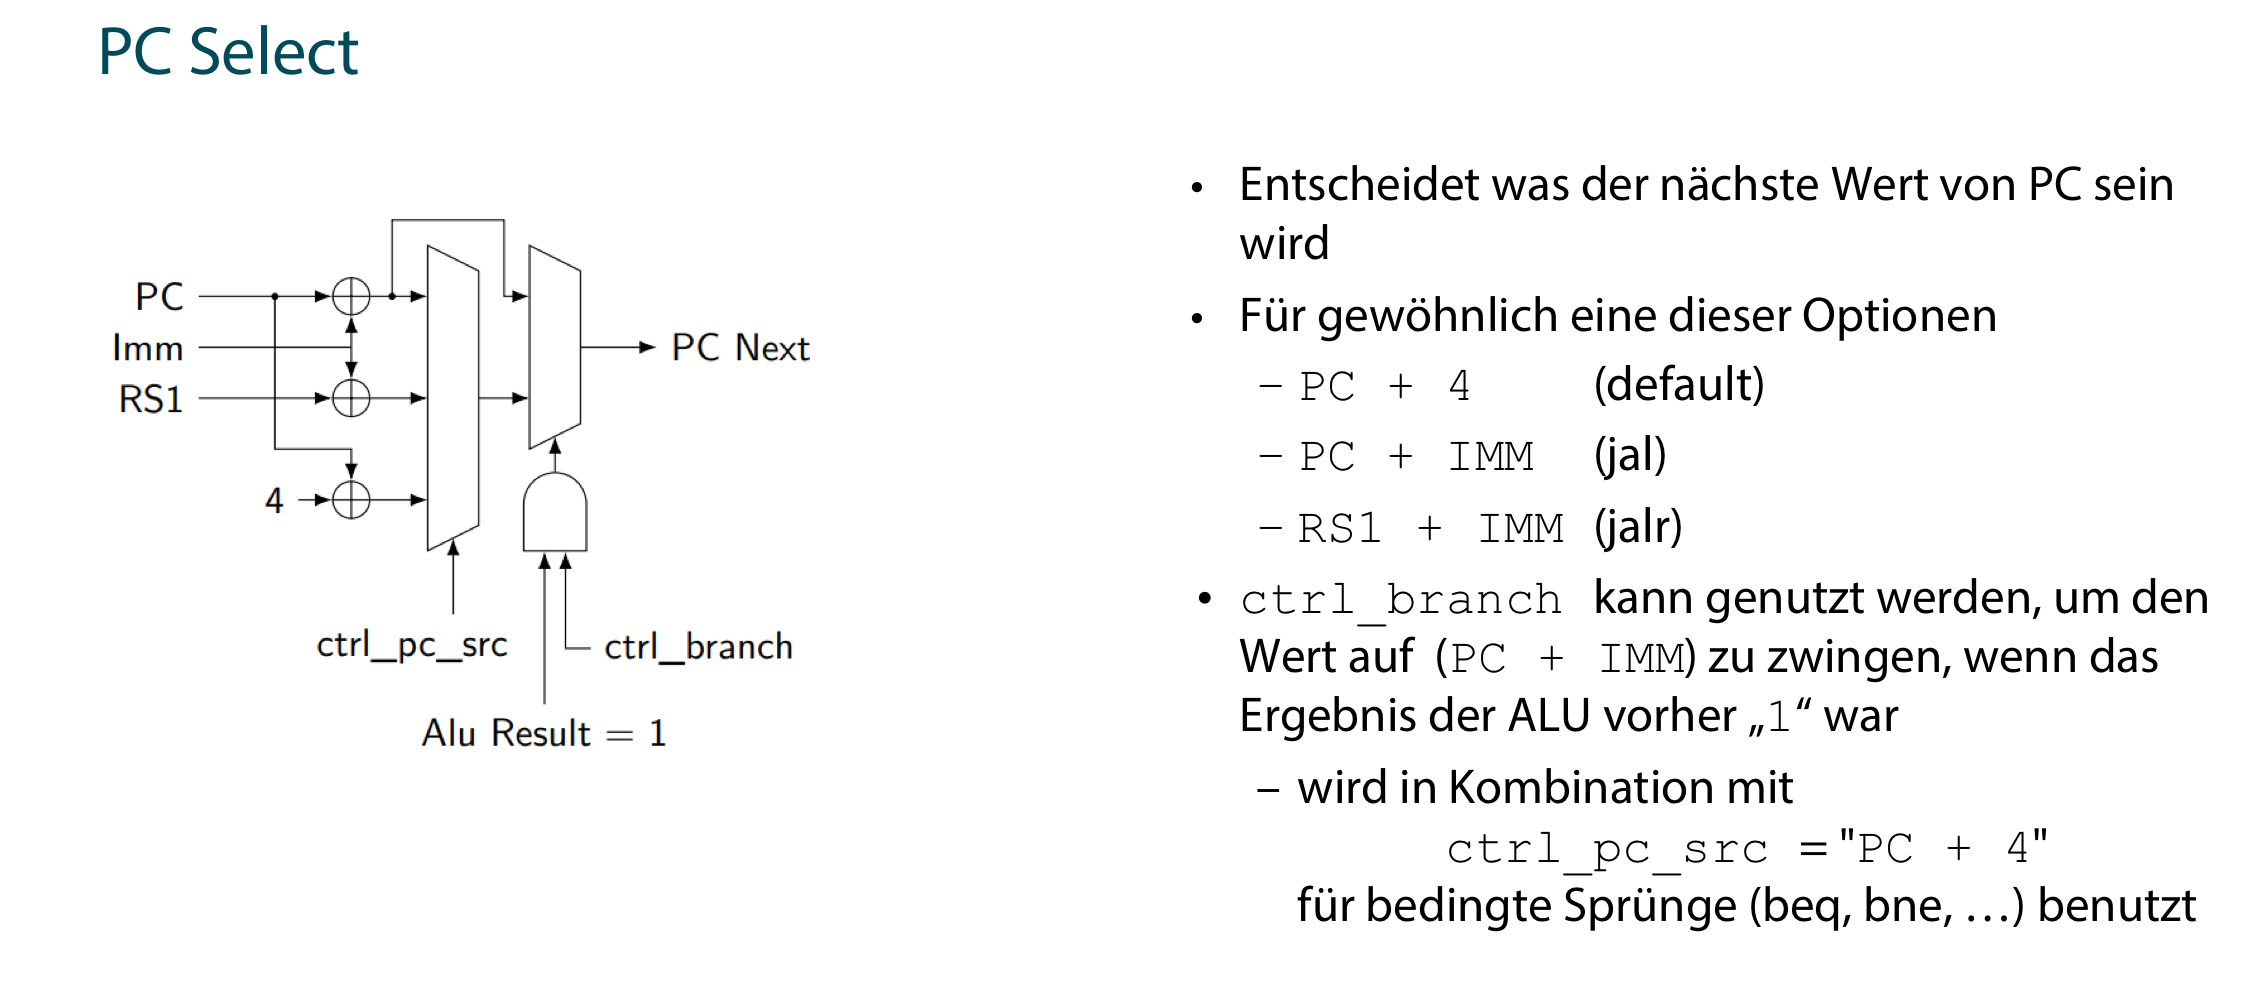 PC Select
PC
Imm
RS1
4
PC Next
ctrl_pc_src
ctrl_branch
Alu Result = 1
• Entscheidet was der nächste Wert von PC sein
wird
• Für gewöhnlich eine dieser Optionen
– PC + 4 (default)
– PC + IMM (jal)
– RS1 + IMM (jalr)
• ctrl_branch kann genutzt werden, um den
Wert auf (PC + IMM) zu zwingen, wenn das
Ergebnis der ALU vorher „1“ war
– wird in Kombination mit
ctrl_pc_src ="PC + 4"
für bedingte Sprünge (beq, bne, …) benutzt